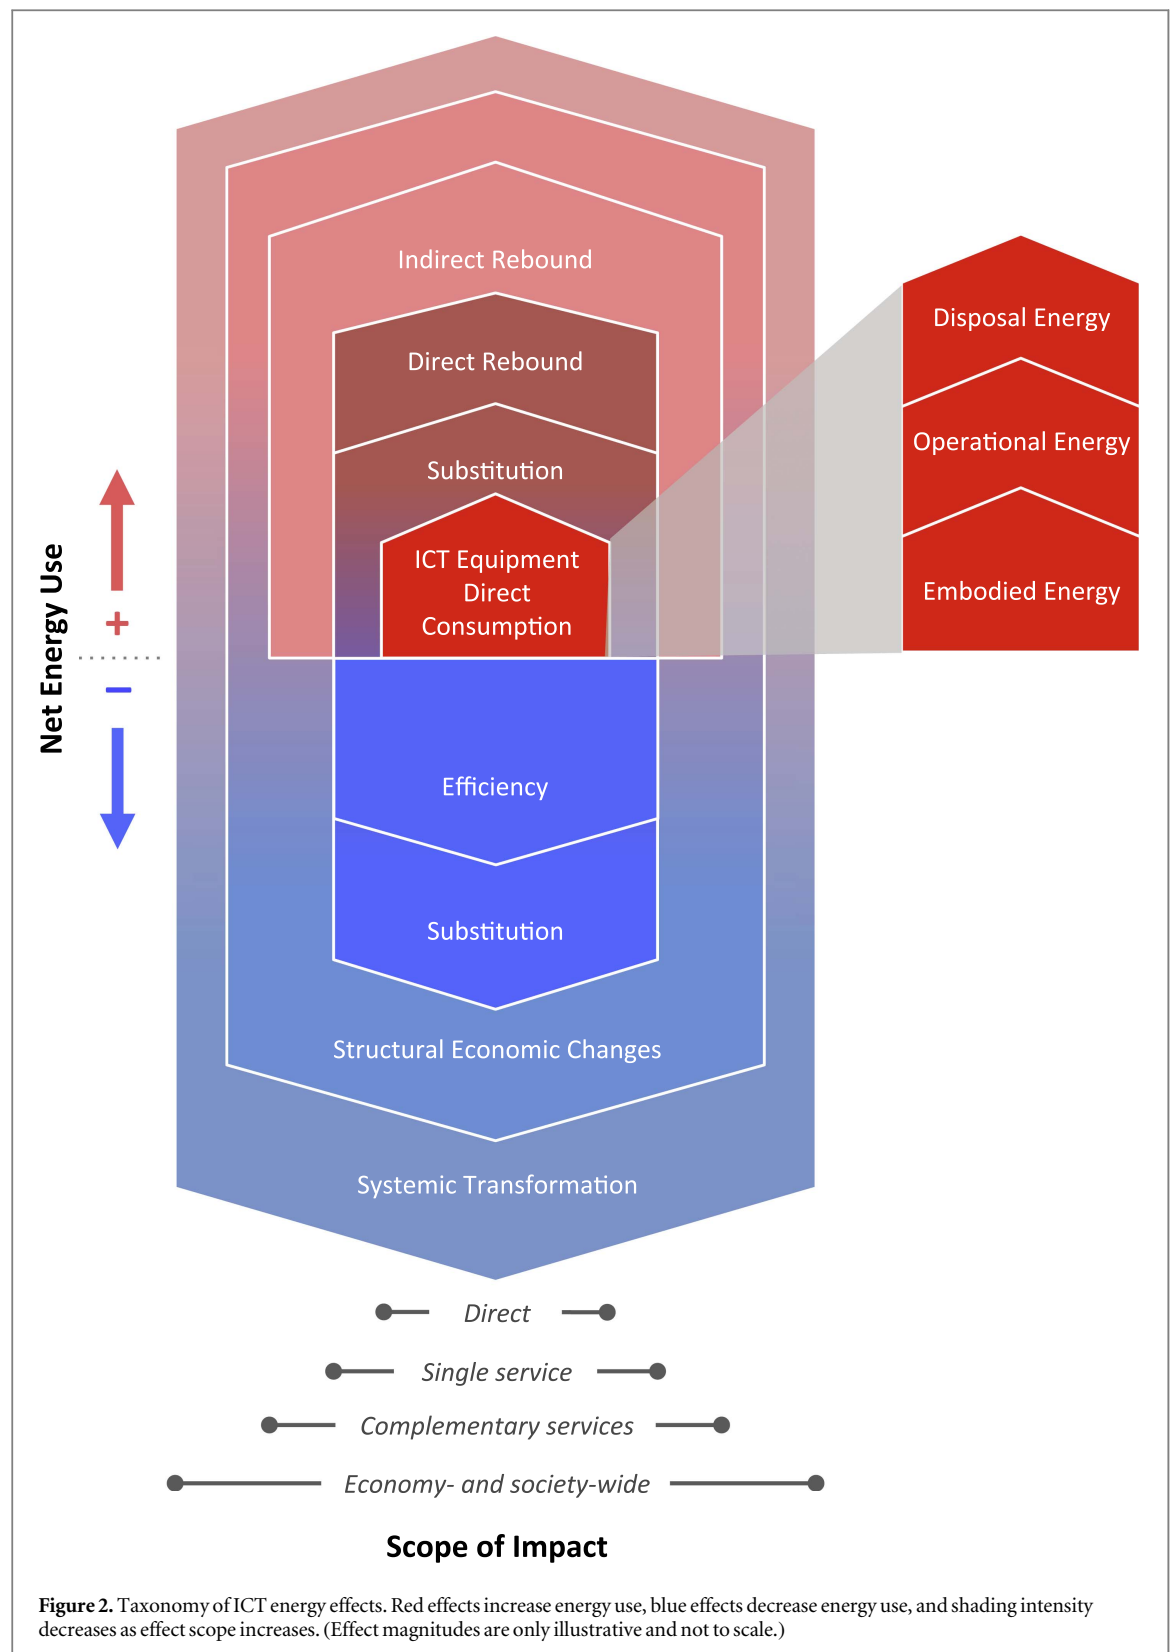 Indirect Rebound
Direct Rebound
Substitution
ICT Equipment
Direct
Consumption
Disposal Energy
Operational Energy
Embodied Energy
Net Energy Use
+
−
Efficiency
Substitution
Structural Economic Changes
Systemic Transformation
Direct
Single service
Complementary services
Economy- and society-wide
Scope of Impact
Figure 2. Taxonomy of ICT energy effects. Red effects increase energy use, blue effects decrease energy use, and shading intensity
decreases as effect scope increases. (Effect magnitudes are only illustrative and not to scale.)